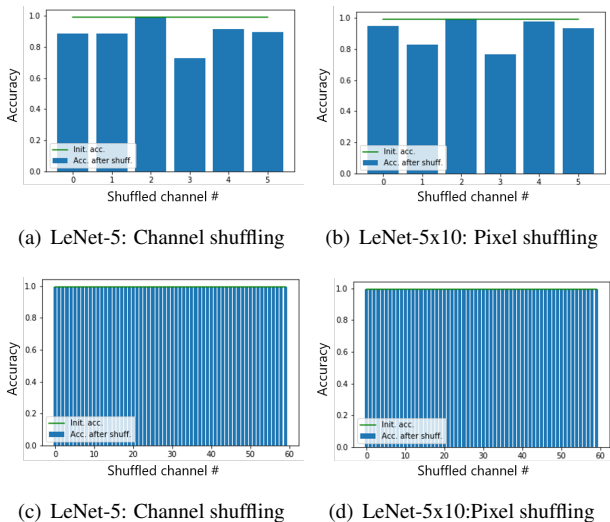 1.0
0.8
0.6
0.4
0.2
0.0
Accuracy
Init. acc.
Acc. after shuff.
0 1 2 3 4 5
Shuffled channel #
(a) LeNet-5: Channel shuffling
1.0
0.8
0.6
0.4
0.2
0.0
Accuracy
Init. acc.
Acc. after shuff.
0 1 2 3 4 5
Shuffled channel #
(b) LeNet-5x10: Pixel shuffling
1.0
0.8
0.6
0.4
0.2
0.0
Accuracy
Init. acc.
Acc. after shuff.
0 10 20 30 40 50 60
Shuffled channel #
(c) LeNet-5: Channel shuffling
1.0
0.8
0.6
0.4
0.2
0.0
Accuracy
Init. acc.
Acc. after shuff.
0 10 20 30 40 50 60
Shuffled channel #
(d) LeNet-5x10:Pixel shuffling